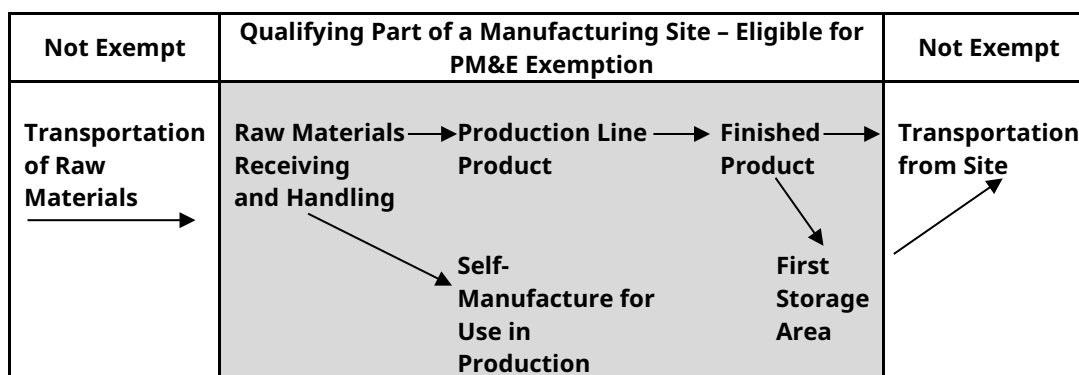 Not Exempt
Qualifying Part of a Manufacturing Site – Eligible for
PM&E Exemption
Not Exempt
Transportation
of Raw
Materials
Raw Materials
Receiving
and Handling
Production Line
Product
Finished
Product
Transportation
from Site
Self-
Manufacture for
Use in
Production
First
Storage
Area